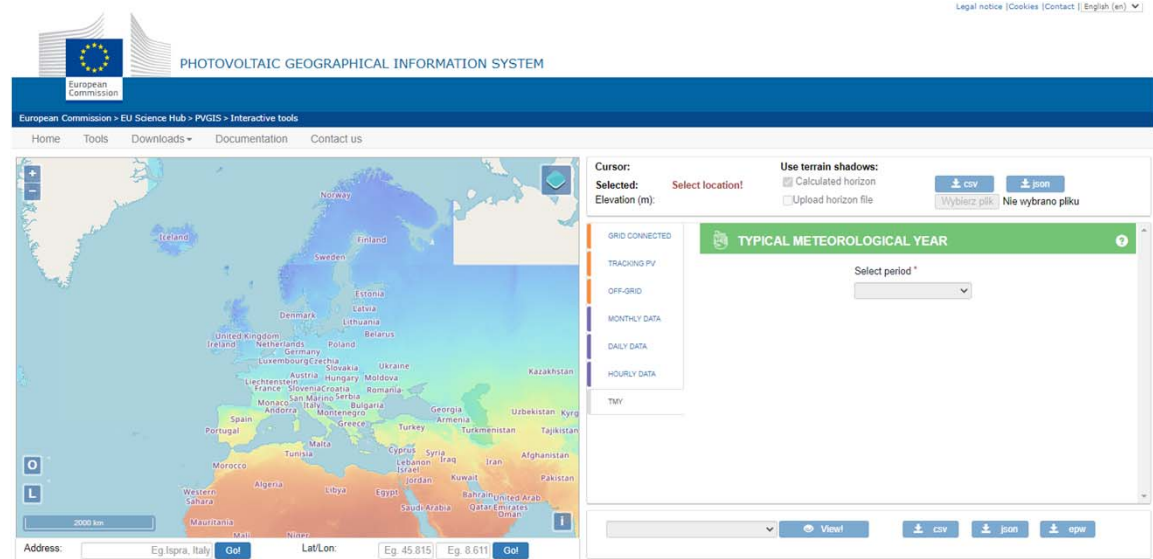 Legal notice |Cookies |Contact | English (en)
European
Commission
PHOTOVOLTAIC GEOGRAPHICAL INFORMATION SYSTEM
European Commission > EU Science Hub > PVGIS > Interactive tools
Home Tools Downloads Documentation Contact us
+
−
Norway
Iceland
Finland
Sweden
Estonia
Latvia
Denmark
Lithuania
United Kingdom
Belarus
Ireland
Netherlands
Poland
Germany
Luxembourg
Czechia
Slovakia
Ukraine
Kazakhstan
Austria
Hungary
Moldova
Liechtenstein
France
Slovenia
Croatia
Romania
San Marino
Serbia
Monaco
Italy
Bulgaria
Andorra
Montenegro
Georgia
Uzbekistan
Kyrg
Spain
Armenia
Greece
Portugal
Turkey
Turkmenistan
Tajikistan
Malta
Tunisia
Cyprus
Syria
Afghanistan
Lebanon
Iraq
Iran
Morocco
Israel
Jordan
Kuwait
Pakistan
Algeria
Western
Sahara
Libya
Egypt
Bahrain
United Arab
Emirates
Saudi Arabia
Qatar
Oman
Mauritania
Mali
Niger
O
L
2000 km
i
Address: Eg.Ispra, Italy Go! Lat/Lon: Eg. 45.815 Eg. 8.611 Go!
Cursor:
Selected: Select location!
Elevation (m):
Use terrain shadows:
Calculated horizon
csv json
Upload horizon file
Wybierz plik Nie wybrano pliku
GRID CONNECTED
TRACKING PV
OFF-GRID
MONTHLY DATA
DAILY DATA
HOURLY DATA
TMY
TYPICAL METEOROLOGICAL YEAR ?
Select period *
View! csv json epw